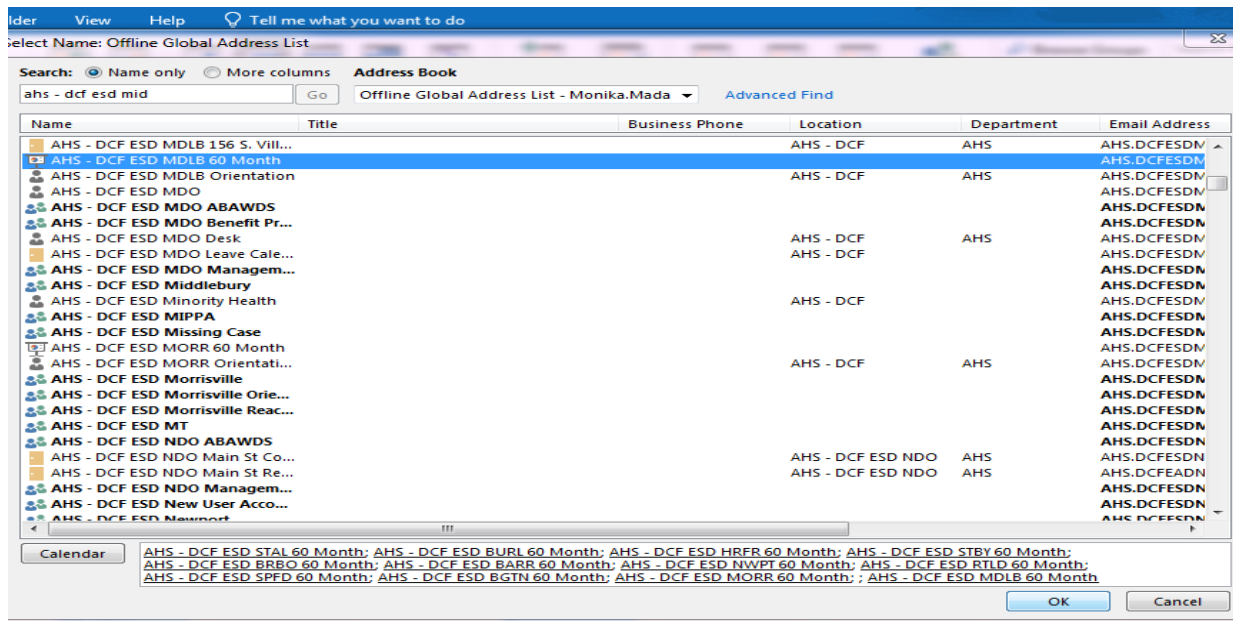 lder View Help Tell me what you want to do
Select Name: Offline Global Address List
Search: Name only More columns Address Book
ahs - dcf esd mid Go Offline Global Address List - Monika.Mada Advanced Find
Name Title Business Phone Location Department Email Address
AHS - DCF ESD MDLB 156 S. Vill... AHS - DCF AHS AHS.DCFESDM
AHS - DCF ESD MDLB 60 Month AHS.DCFESDM
AHS - DCF ESD MDLB Orientation AHS - DCF AHS AHS.DCFESDM
AHS - DCF ESD MDO AHS.DCFESDM
AHS - DCF ESD MDO ABAWDS AHS.DCFESDM
AHS - DCF ESD MDO Benefit Pr... AHS.DCFESDM
AHS - DCF ESD MDO Desk AHS - DCF AHS AHS.DCFESDM
AHS - DCF ESD MDO Leave Cale... AHS - DCF AHS.DCFESDM
AHS - DCF ESD MDO Managem... AHS.DCFESDM
AHS - DCF ESD Middlebury AHS.DCFESDM
AHS - DCF ESD Minority Health AHS - DCF AHS.DCFESDM
AHS - DCF ESD MIPPA AHS.DCFESDM
AHS - DCF ESD Missing Case AHS.DCFESDM
AHS - DCF ESD MORR 60 Month AHS.DCFESDM
AHS - DCF ESD MORR Orientati... AHS - DCF AHS AHS.DCFESDM
AHS - DCF ESD Morrisville AHS.DCFESDM
AHS - DCF ESD Morrisville Orie... AHS.DCFESDM
AHS - DCF ESD Morrisville Reac... AHS.DCFESDM
AHS - DCF ESD MT AHS.DCFESDM
AHS - DCF ESD NDO ABAWDS AHS.DCFESDN
AHS - DCF ESD NDO Main St Co... AHS - DCF ESD NDO AHS AHS.DCFESDN
AHS - DCF ESD NDO Main St Re... AHS - DCF ESD NDO AHS AHS.DCFEADN
AHS - DCF ESD NDO Managem... AHS.DCFESDN
AHS - DCF ESD New User Acco... AHS.DCFESDN
AHS - DCF ESD Newport AHS.DCFESDN
Calendar AHS - DCF ESD STAL 60 Month; AHS - DCF ESD BURL 60 Month; AHS - DCF ESD HRFR 60 Month; AHS - DCF ESD STBY 60 Month;
AHS - DCF ESD BRBO 60 Month; AHS - DCF ESD BARR 60 Month; AHS - DCF ESD NWPT 60 Month; AHS - DCF ESD RTLD 60 Month;
AHS - DCF ESD SPFD 60 Month; AHS - DCF ESD BGTN 60 Month; AHS - DCF ESD MORR 60 Month; ; AHS - DCF ESD MDLB 60 Month
OK Cancel